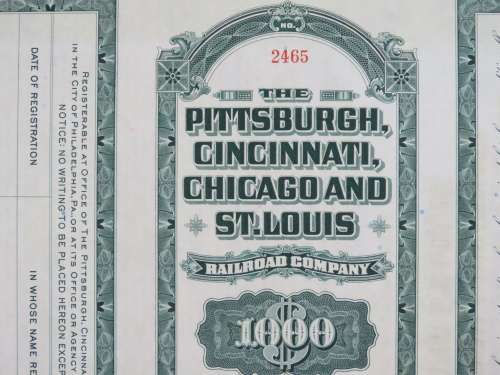 NO.
2465
THE
PITTSBURGH,
CINCINNATI,
CHICAGO AND
ST. LOUIS
RAILROAD COMPANY
$1000
DATE OF REGISTRATION
IN WHOSE NAME RE
REGISTERABLE AT OFFICE OF THE PITTSBURGH, CINCINNA
IN THE CITY OF PHILADELPHIA, PA., OR AT ITS OFFICE OR AGENCY
NOTICE: NO WRITING TO BE PLACED HEREON EXCEP